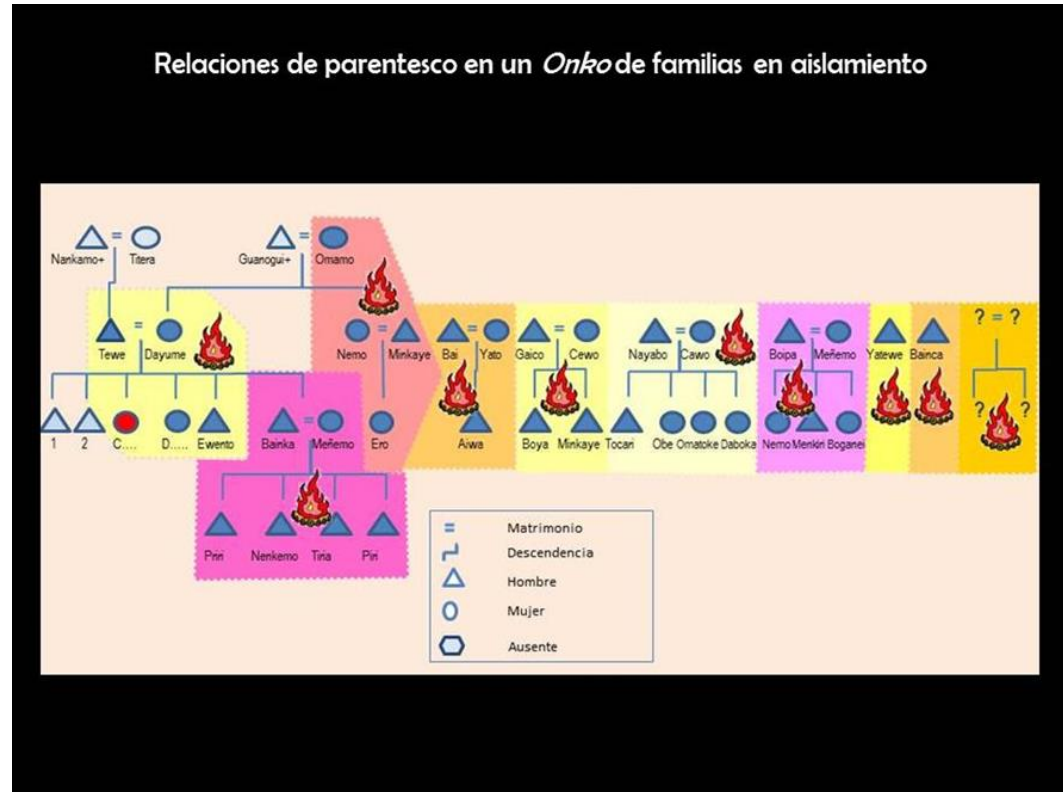 Relaciones de parentesco en un Onko de familias en aislamiento
Nankamo+ = Titera Guanogui+ = Omamo
Tewe = Dayume Nemo = Minkaye Bai = Yato Gaico = Cewo Nayabo = Cawo Boipa = Meñemo Yatewe Bainca ? = ?
1 2 C..... D..... Ewento Bainka = Meñemo Ero Aiwa Boya Minkaye Tocari Obe Omatoke Daboka Nemo Menkiri Boganei ? ?
Priri Nenkemo Tiria Piri
= Matrimonio
Descendencia
Hombre
Mujer
Ausente